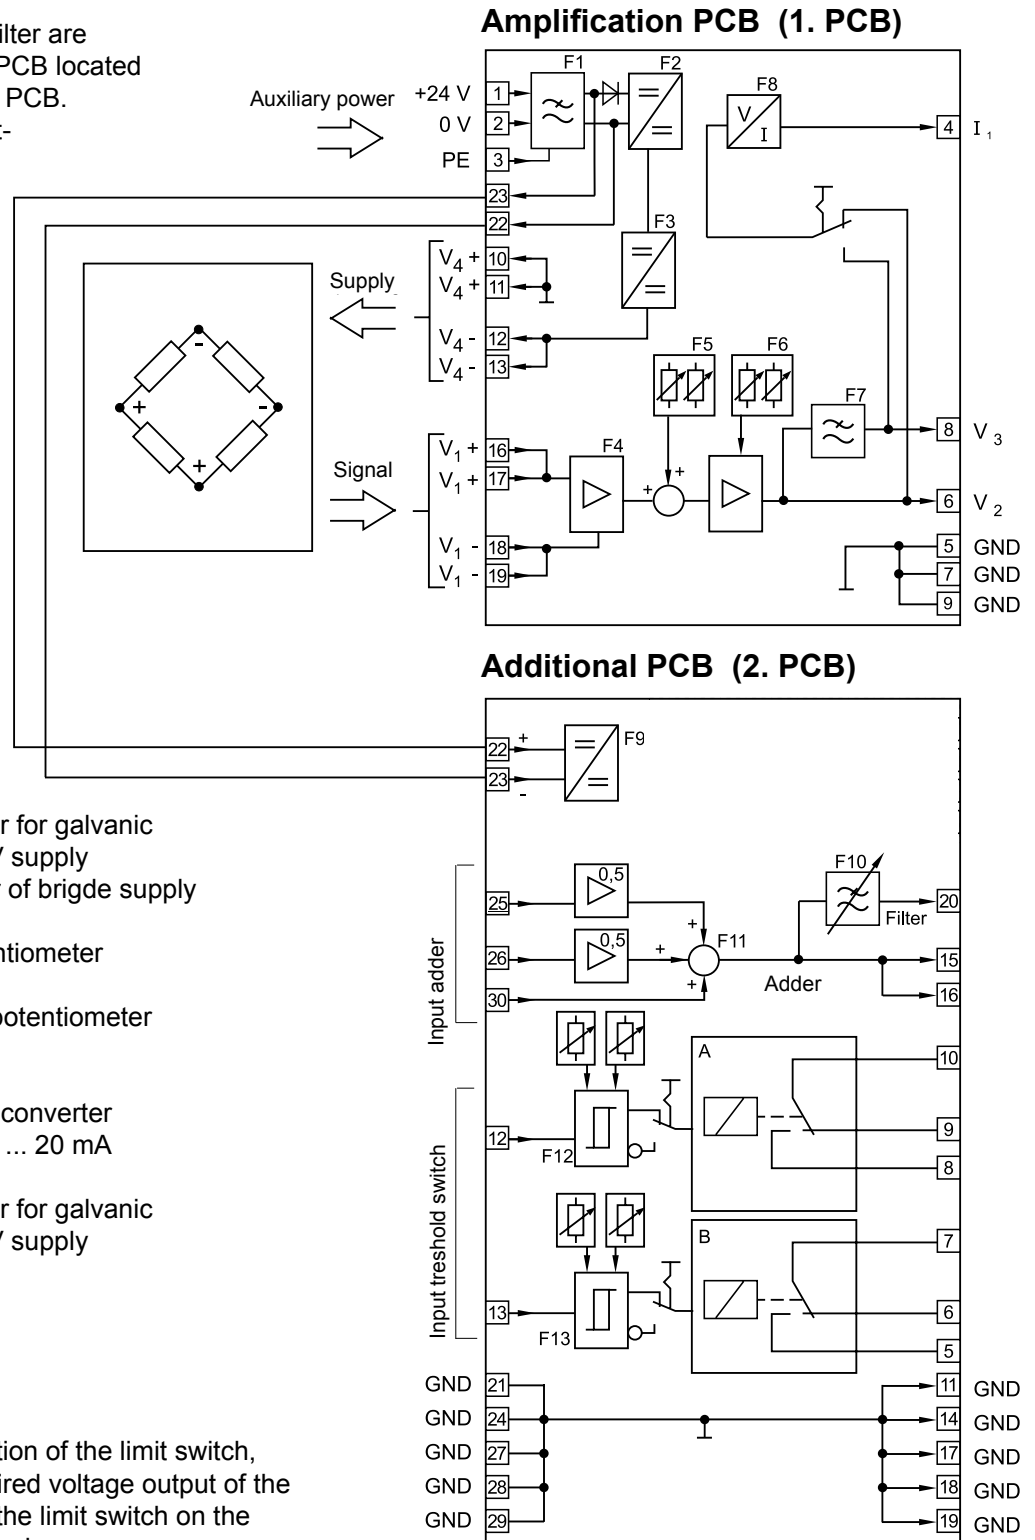 ilter are
PCB located
PCB.
t-
r for galvanic
V supply
r of brigde supply
ntiometer
potentiometer
converter
... 20 mA
r for galvanic
V supply
tion of the limit switch,
ired voltage output of the
the limit switch on the
Amplification PCB (1. PCB)
Auxiliary power
+24 V 1
0 V 2
PE 3
23
22
V4 + 10
V4 + 11
V4 - 12
V4 - 13
Supply
V1 + 16
V1 + 17
V1 - 18
V1 - 19
Signal
-
+ -
+
F1
F2
F3
F4
+ +
F5
F6
F7
F8
V
I
4 I1
8 V3
6 V2
5 GND
7 GND
9 GND
Additional PCB (2. PCB)
22 +
23 -
F9
Input adder
25
26
30
0,5
0,5
+
+
+
F11
Adder
F10
Filter
20
15
16
Input treshold switch
12
F12
A
10
9
8
13
F13
B
7
6
5
GND 21
GND 24
GND 27
GND 28
GND 29
11 GND
14 GND
17 GND
18 GND
19 GND